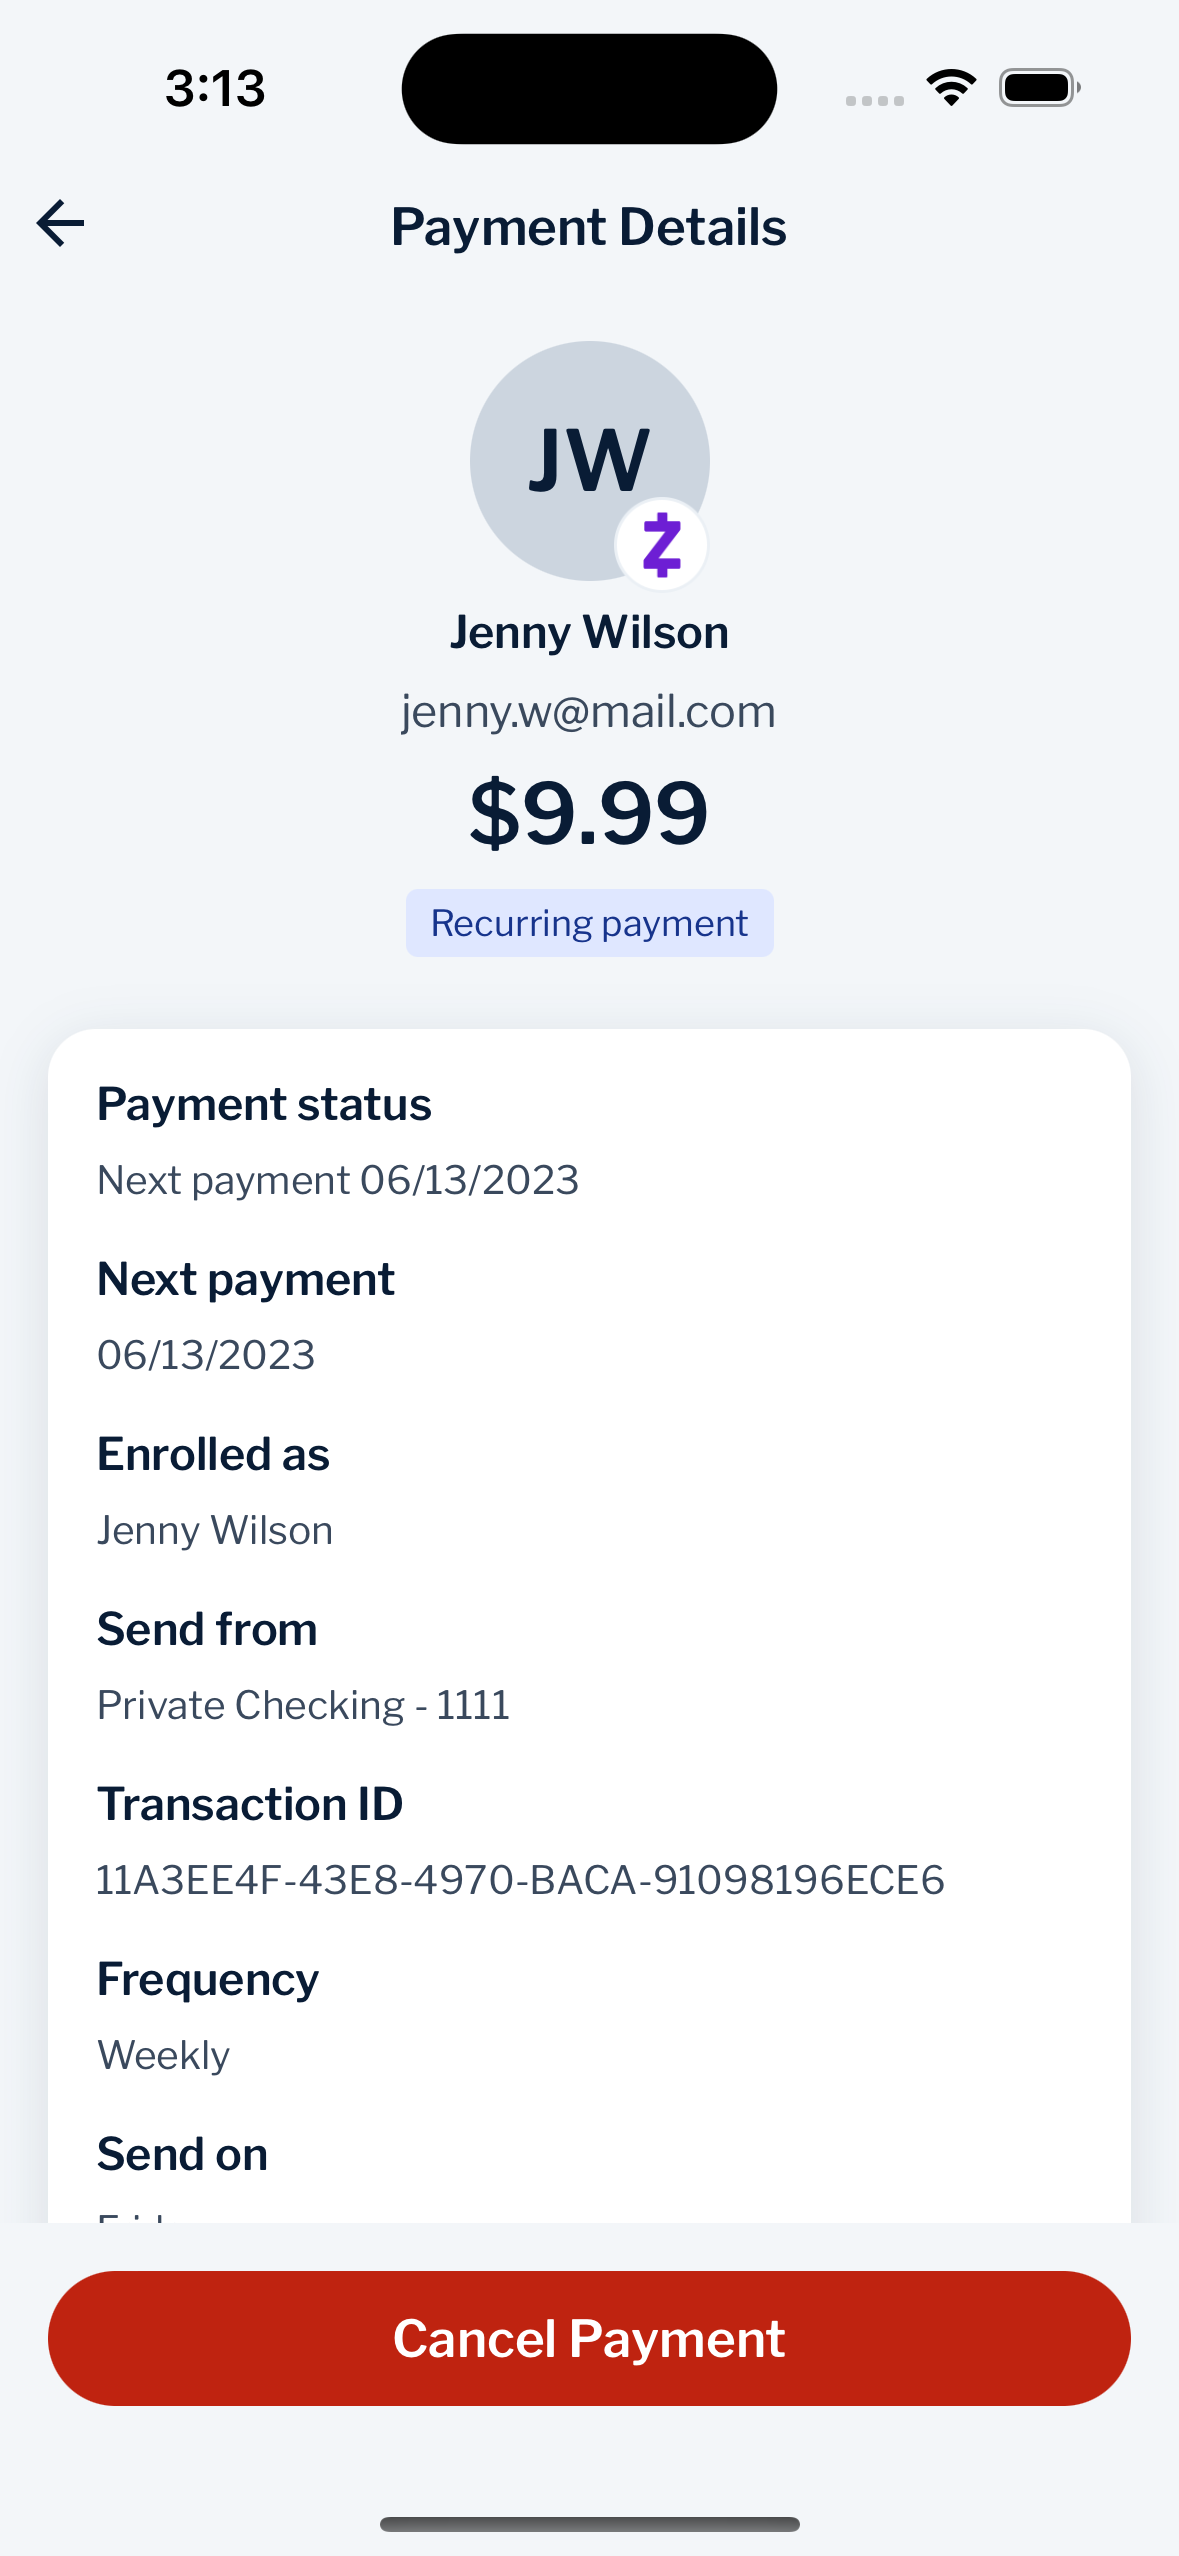 3:13
Payment Details
JW
Jenny Wilson
jenny.w@mail.com
$9.99
Recurring payment
Payment status
Next payment 06/13/2023
Next payment
06/13/2023
Enrolled as
Jenny Wilson
Send from
Private Checking - 1111
Transaction ID
11A3EE4F-43E8-4970-BACA-91098196ECE6
Frequency
Weekly
Send on
Cancel Payment